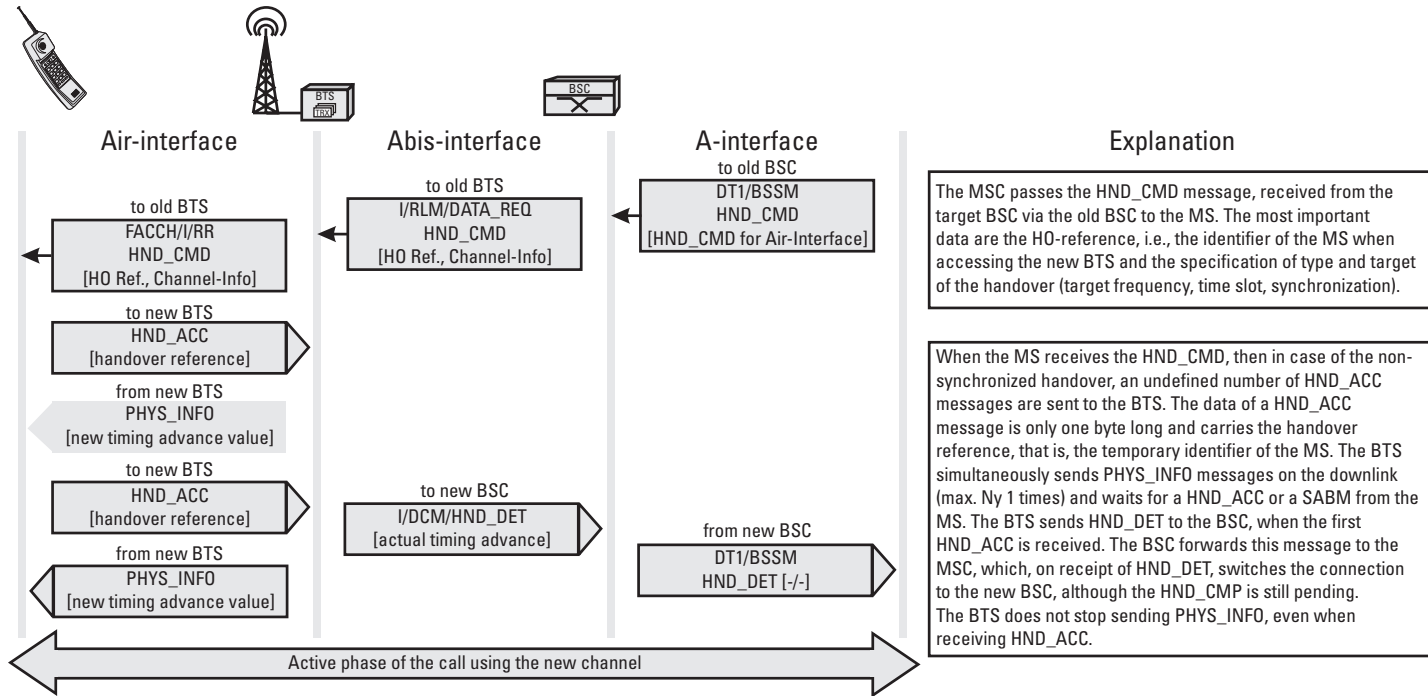 BTS
TRX
BSC
Air-interface
Abis-interface
A-interface
Explanation
to old BSC
DT1/BSSM
HND_CMD
[HND_CMD for Air-Interface]
to old BTS
I/RLM/DATA_REQ
HND_CMD
[HO Ref., Channel-Info]
to old BTS
FACCH/I/RR
HND_CMD
[HO Ref., Channel-Info]
The MSC passes the HND_CMD message, received from the
target BSC via the old BSC to the MS. The most important
data are the HO-reference, i.e., the identifier of the MS when
accessing the new BTS and the specification of type and target
of the handover (target frequency, time slot, synchronization).
to new BTS
HND_ACC
[handover reference]
from new BTS
PHYS_INFO
[new timing advance value]
to new BTS
HND_ACC
[handover reference]
to new BSC
I/DCM/HND_DET
[actual timing advance]
from new BSC
DT1/BSSM
HND_DET [-/-]
from new BTS
PHYS_INFO
[new timing advance value]
When the MS receives the HND_CMD, then in case of the non-
synchronized handover, an undefined number of HND_ACC
messages are sent to the BTS. The data of a HND_ACC
message is only one byte long and carries the handover
reference, that is, the temporary identifier of the MS. The BTS
simultaneously sends PHYS_INFO messages on the downlink
(max. Ny 1 times) and waits for a HND_ACC or a SABM from the
MS. The BTS sends HND_DET to the BSC, when the first
HND_ACC is received. The BSC forwards this message to the
MSC, which, on receipt of HND_DET, switches the connection
to the new BSC, although the HND_CMP is still pending.
The BTS does not stop sending PHYS_INFO, even when
receiving HND_ACC.
Active phase of the call using the new channel